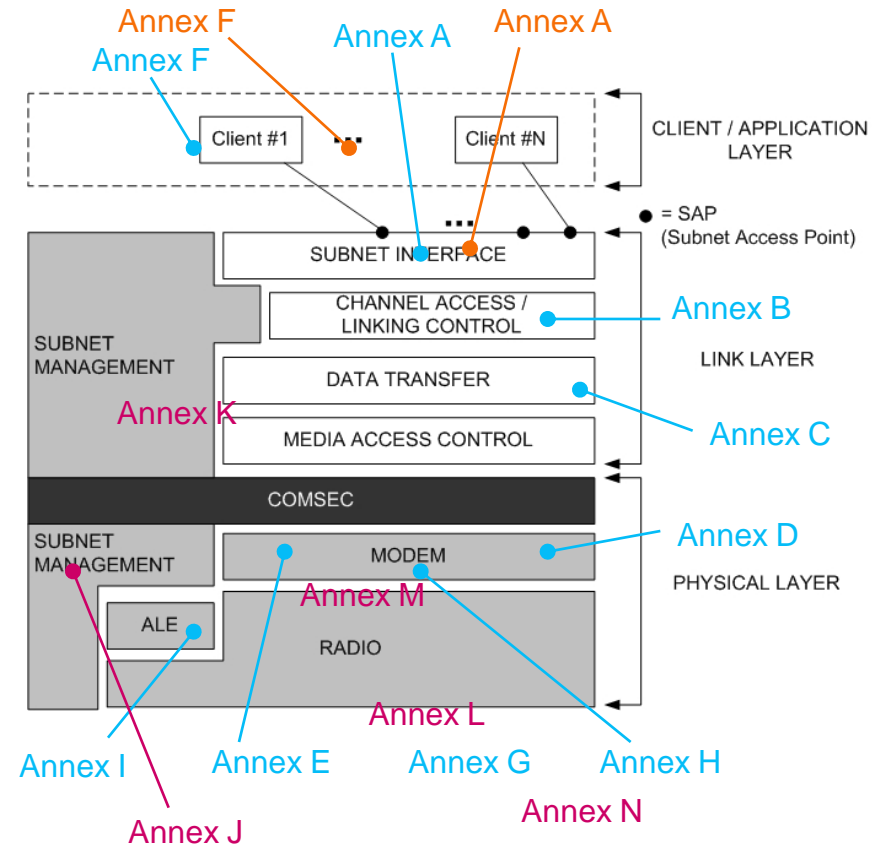 Annex F
Annex A
Annex A
Annex F
Client #1
...
Client #N
CLIENT / APPLICATION
LAYER
...
= SAP
(Subnet Access Point)
SUBNET INTERFACE
CHANNEL ACCESS /
LINKING CONTROL
Annex B
SUBNET
MANAGEMENT
LINK LAYER
DATA TRANSFER
Annex K
Annex C
MEDIA ACCESS CONTROL
COMSEC
SUBNET
MANAGEMENT
MODEM
Annex D
PHYSICAL LAYER
Annex M
ALE
RADIO
Annex L
Annex I
Annex E
Annex G
Annex H
Annex N
Annex J